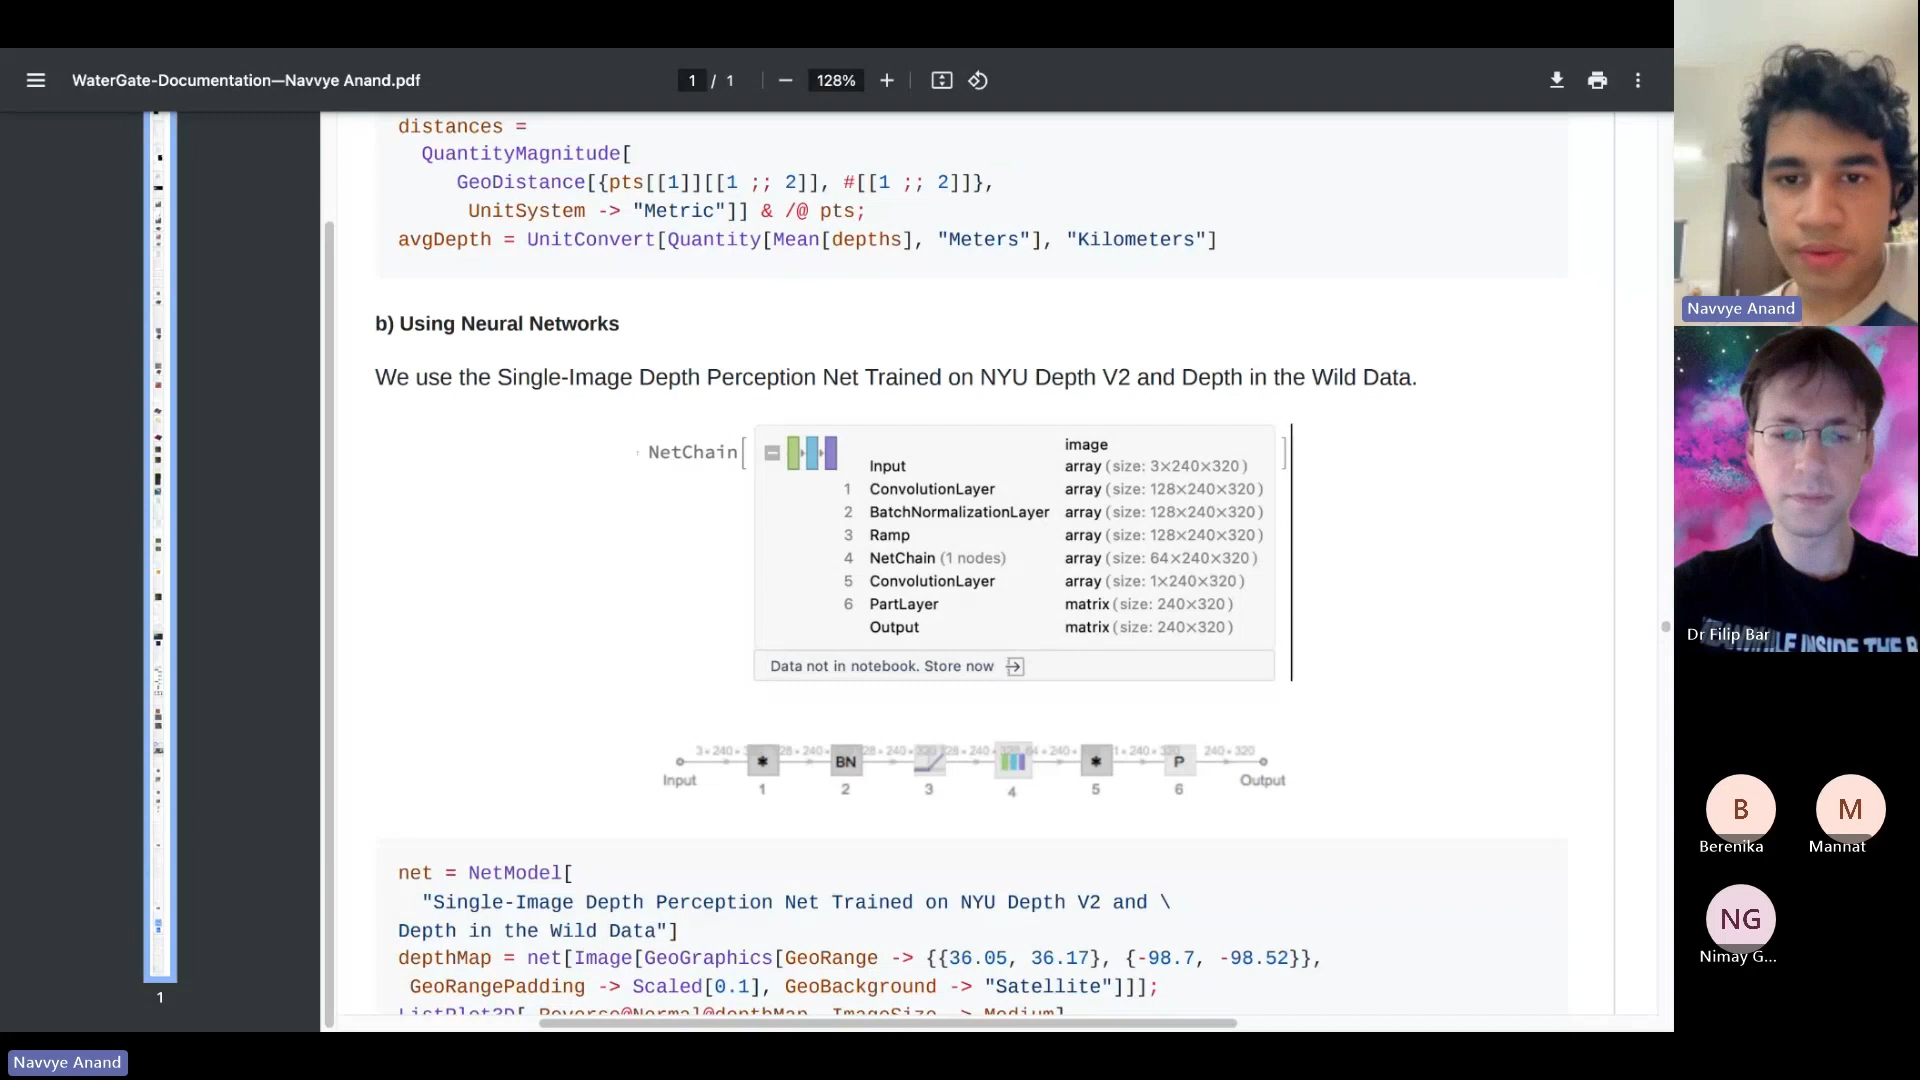 WaterGate-Documentation—Navvye Anand.pdf
1 / 1
128%
distances =
QuantityMagnitude[
GeoDistance[{pts[[1]][[1 ;; 2]], #[[1 ;; 2]]},
UnitSystem -> "Metric"]] & /@ pts;
avgDepth = UnitConvert[Quantity[Mean[depths], "Meters"], "Kilometers"]
b) Using Neural Networks
We use the Single-Image Depth Perception Net Trained on NYU Depth V2 and Depth in the Wild Data.
NetChain[
image
Input array (size: 3×240×320)
1 ConvolutionLayer array (size: 128×240×320)
2 BatchNormalizationLayer array (size: 128×240×320)
3 Ramp array (size: 128×240×320)
4 NetChain (1 nodes) array (size: 64×240×320)
5 ConvolutionLayer array (size: 1×240×320)
6 PartLayer matrix (size: 240×320)
Output matrix (size: 240×320)
]
Data not in notebook. Store now
240×320
BN P
Input 1 2 3 4 5 6 Output
net = NetModel[
"Single-Image Depth Perception Net Trained on NYU Depth V2 and \
Depth in the Wild Data"]
depthMap = net[Image[GeoGraphics[GeoRange -> {{36.05, 36.17}, {-98.7, -98.52}},
GeoRangePadding -> Scaled[0.1], GeoBackground -> "Satellite"]]];
1
Navvye Anand
Dr Filip Bar
B
Berenika
M
Mannat
NG
Nimay G...
Navvye Anand